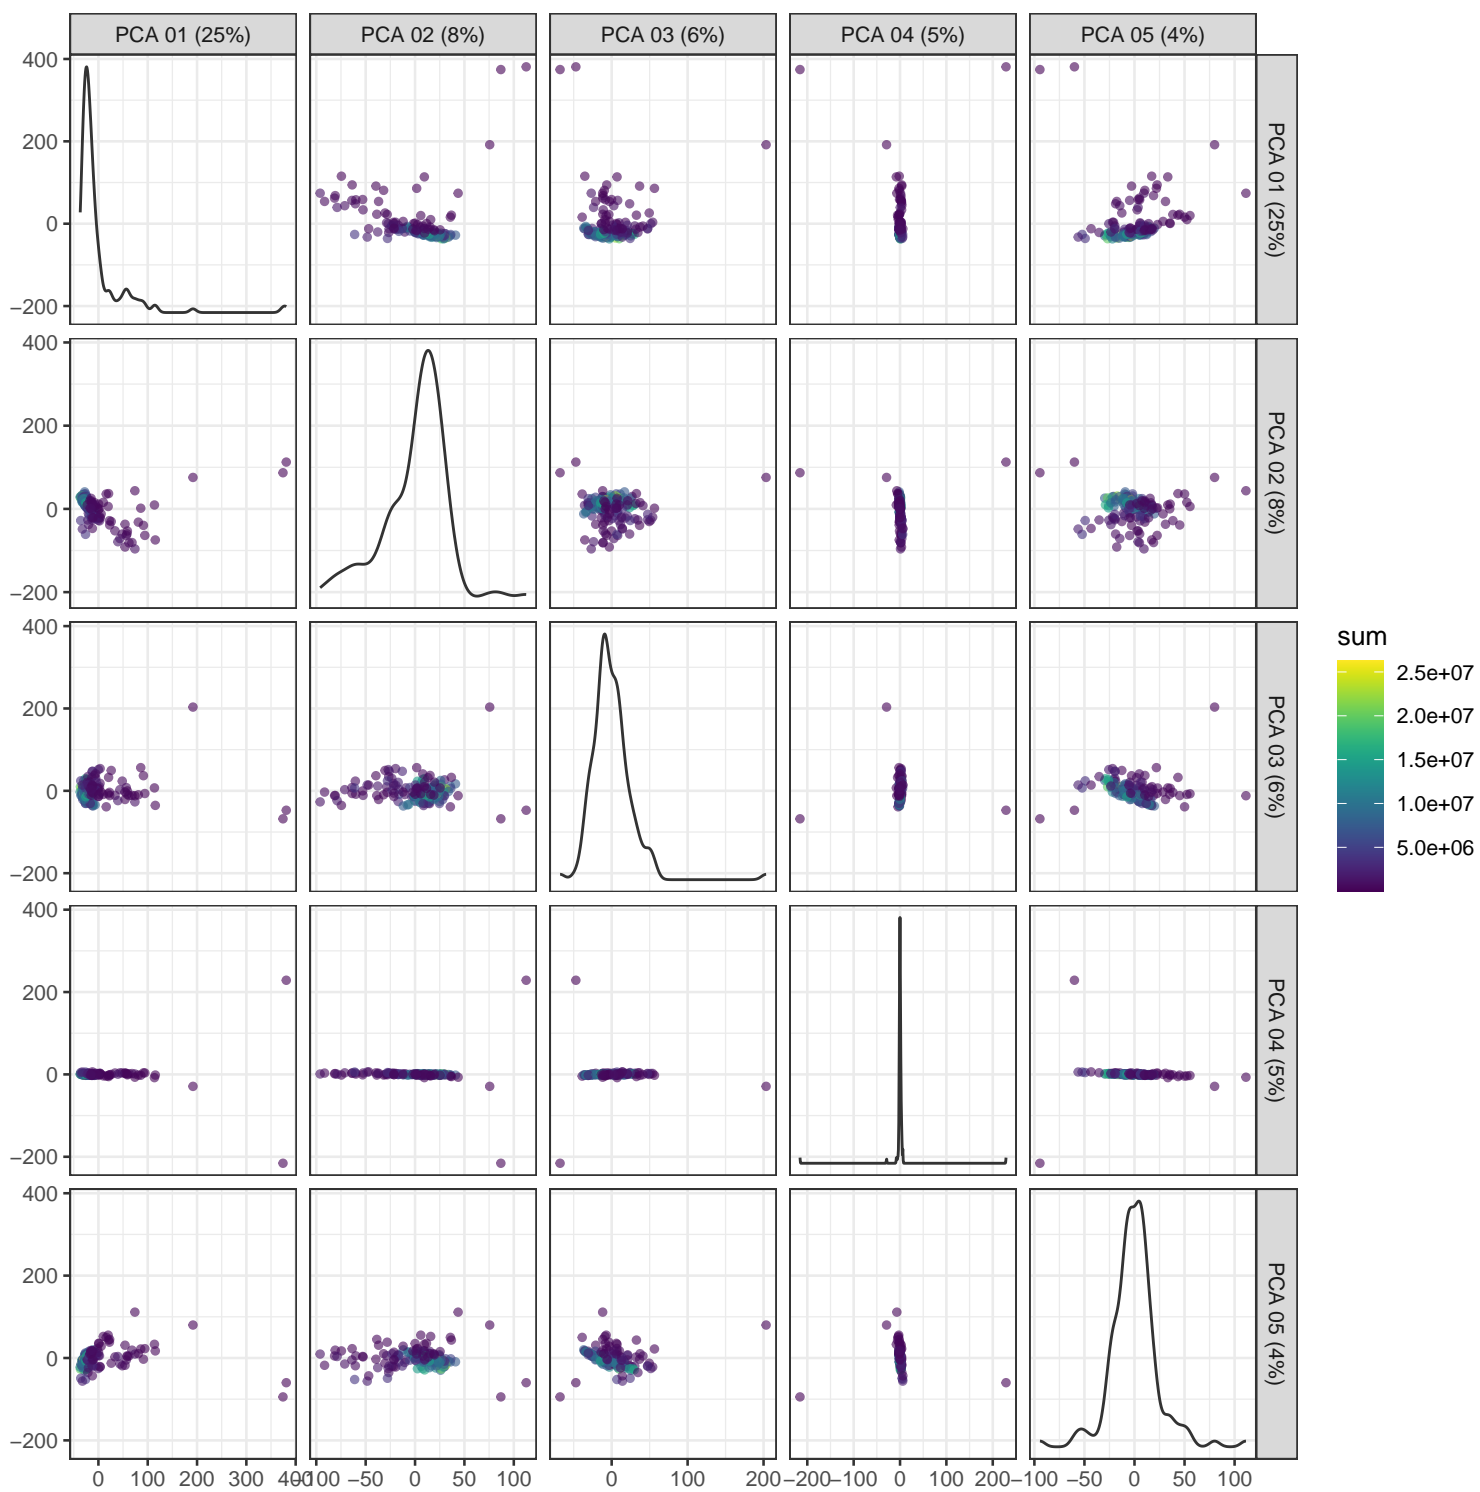 PCA 01 (25%) PCA 02 (8%) PCA 03 (6%) PCA 04 (5%) PCA 05 (4%)
400
200
0
−200
PCA 01 (25%)
400
200
0
−200
PCA 02 (8%)
400
200
0
−200
PCA 03 (6%)
400
200
0
−200
PCA 04 (5%)
400
200
0
−200
PCA 05 (4%)
0 100 200 300 400
−100 −50 0 50 100
0 100 200
−200 −100 0 100 200
−100 −50 0 50 100
sum
2.5e+07
2.0e+07
1.5e+07
1.0e+07
5.0e+06